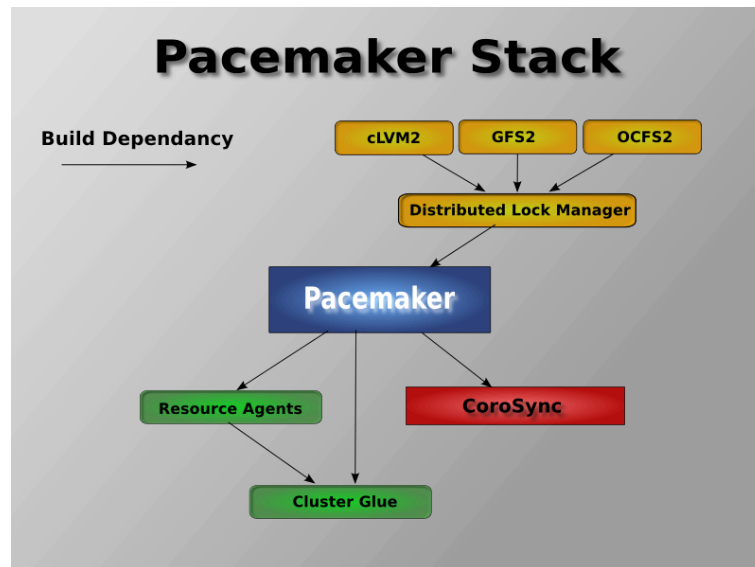 Pacemaker Stack
Build Dependancy
cLVM2
GFS2
OCFS2
Distributed Lock Manager
Pacemaker
Resource Agents
CoroSync
Cluster Glue